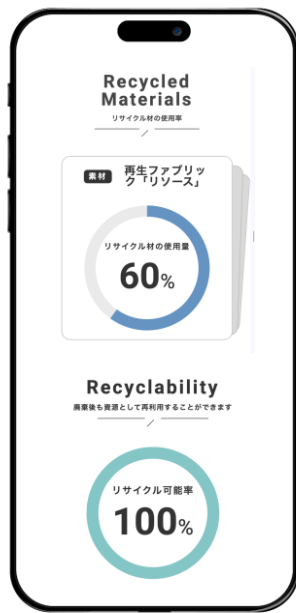 Recycled
Materials
リサイクル材の使用率
素材
再生ファブリッ
ク「リソース」
リサイクル材の使用量
60%
Recyclability
廃棄後も資源として再利用することができます
リサイクル可能率
100%